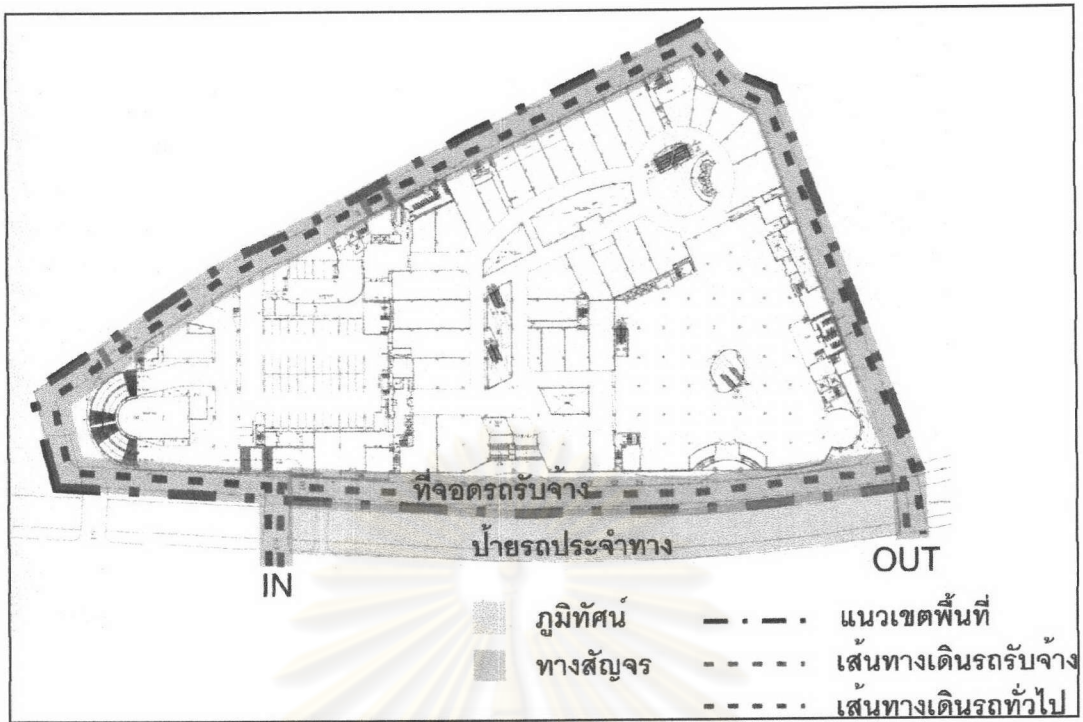 ที่จอดรถรับจ้าง
ป้ายรถประจำทาง
IN
OUT
ภูมิทัศน์
แนวเขตพื้นที่
ทางสัญจร
เส้นทางเดินรถรับจ้าง
เส้นทางเดินรถทั่วไป